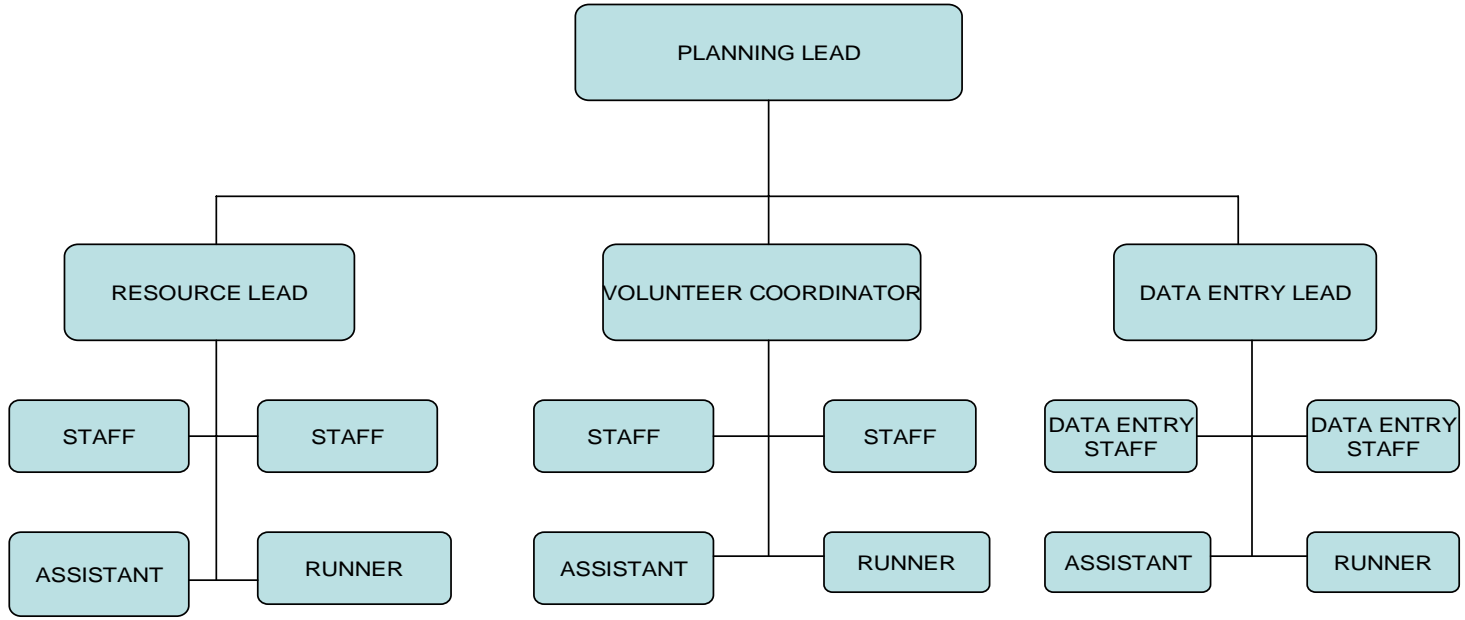 PLANNING LEAD
RESOURCE LEAD
VOLUNTEER COORDINATOR
DATA ENTRY LEAD
STAFF
STAFF
STAFF
STAFF
DATA ENTRY
STAFF
DATA ENTRY
STAFF
ASSISTANT
RUNNER
ASSISTANT
RUNNER
ASSISTANT
RUNNER